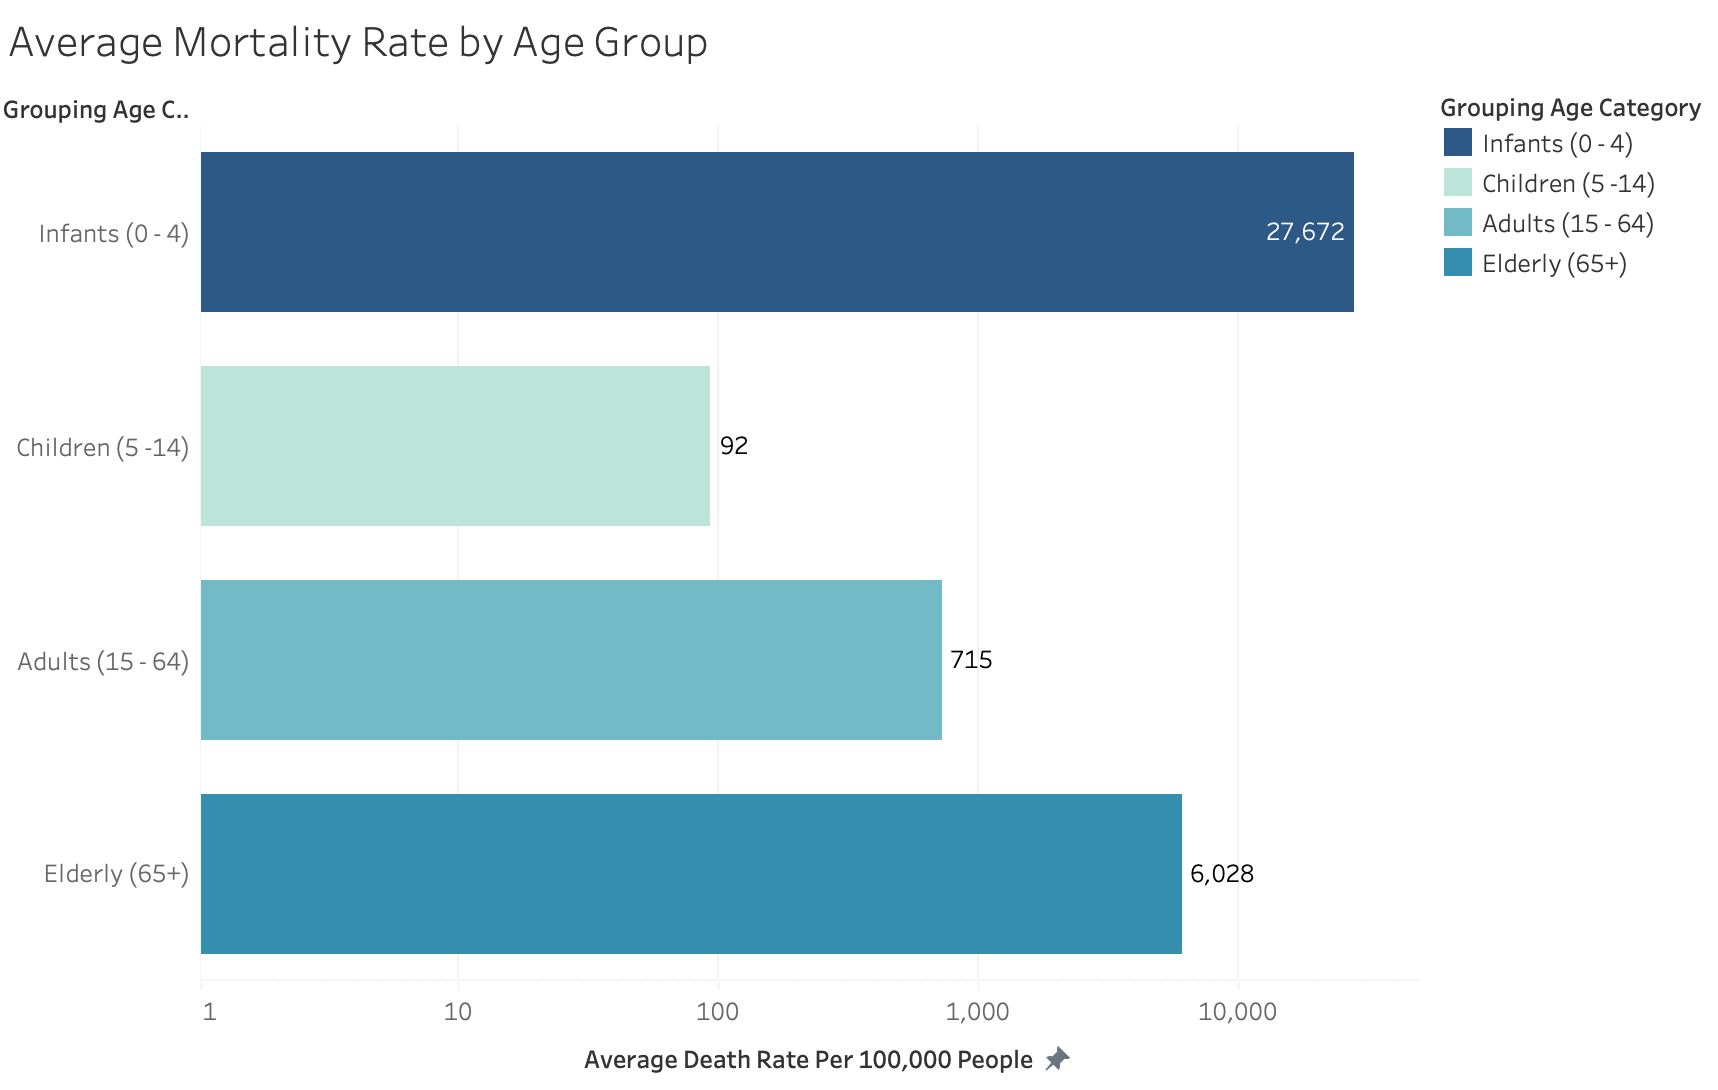 Average Mortality Rate by Age Group
Grouping Age C..
Infants (0 - 4)
27,672
Children (5 -14)
92
Adults (15 - 64)
715
Elderly (65+)
6,028
1
10
100
1,000
10,000
Average Death Rate Per 100,000 People
Grouping Age Category
Infants (0 - 4)
Children (5 -14)
Adults (15 - 64)
Elderly (65+)